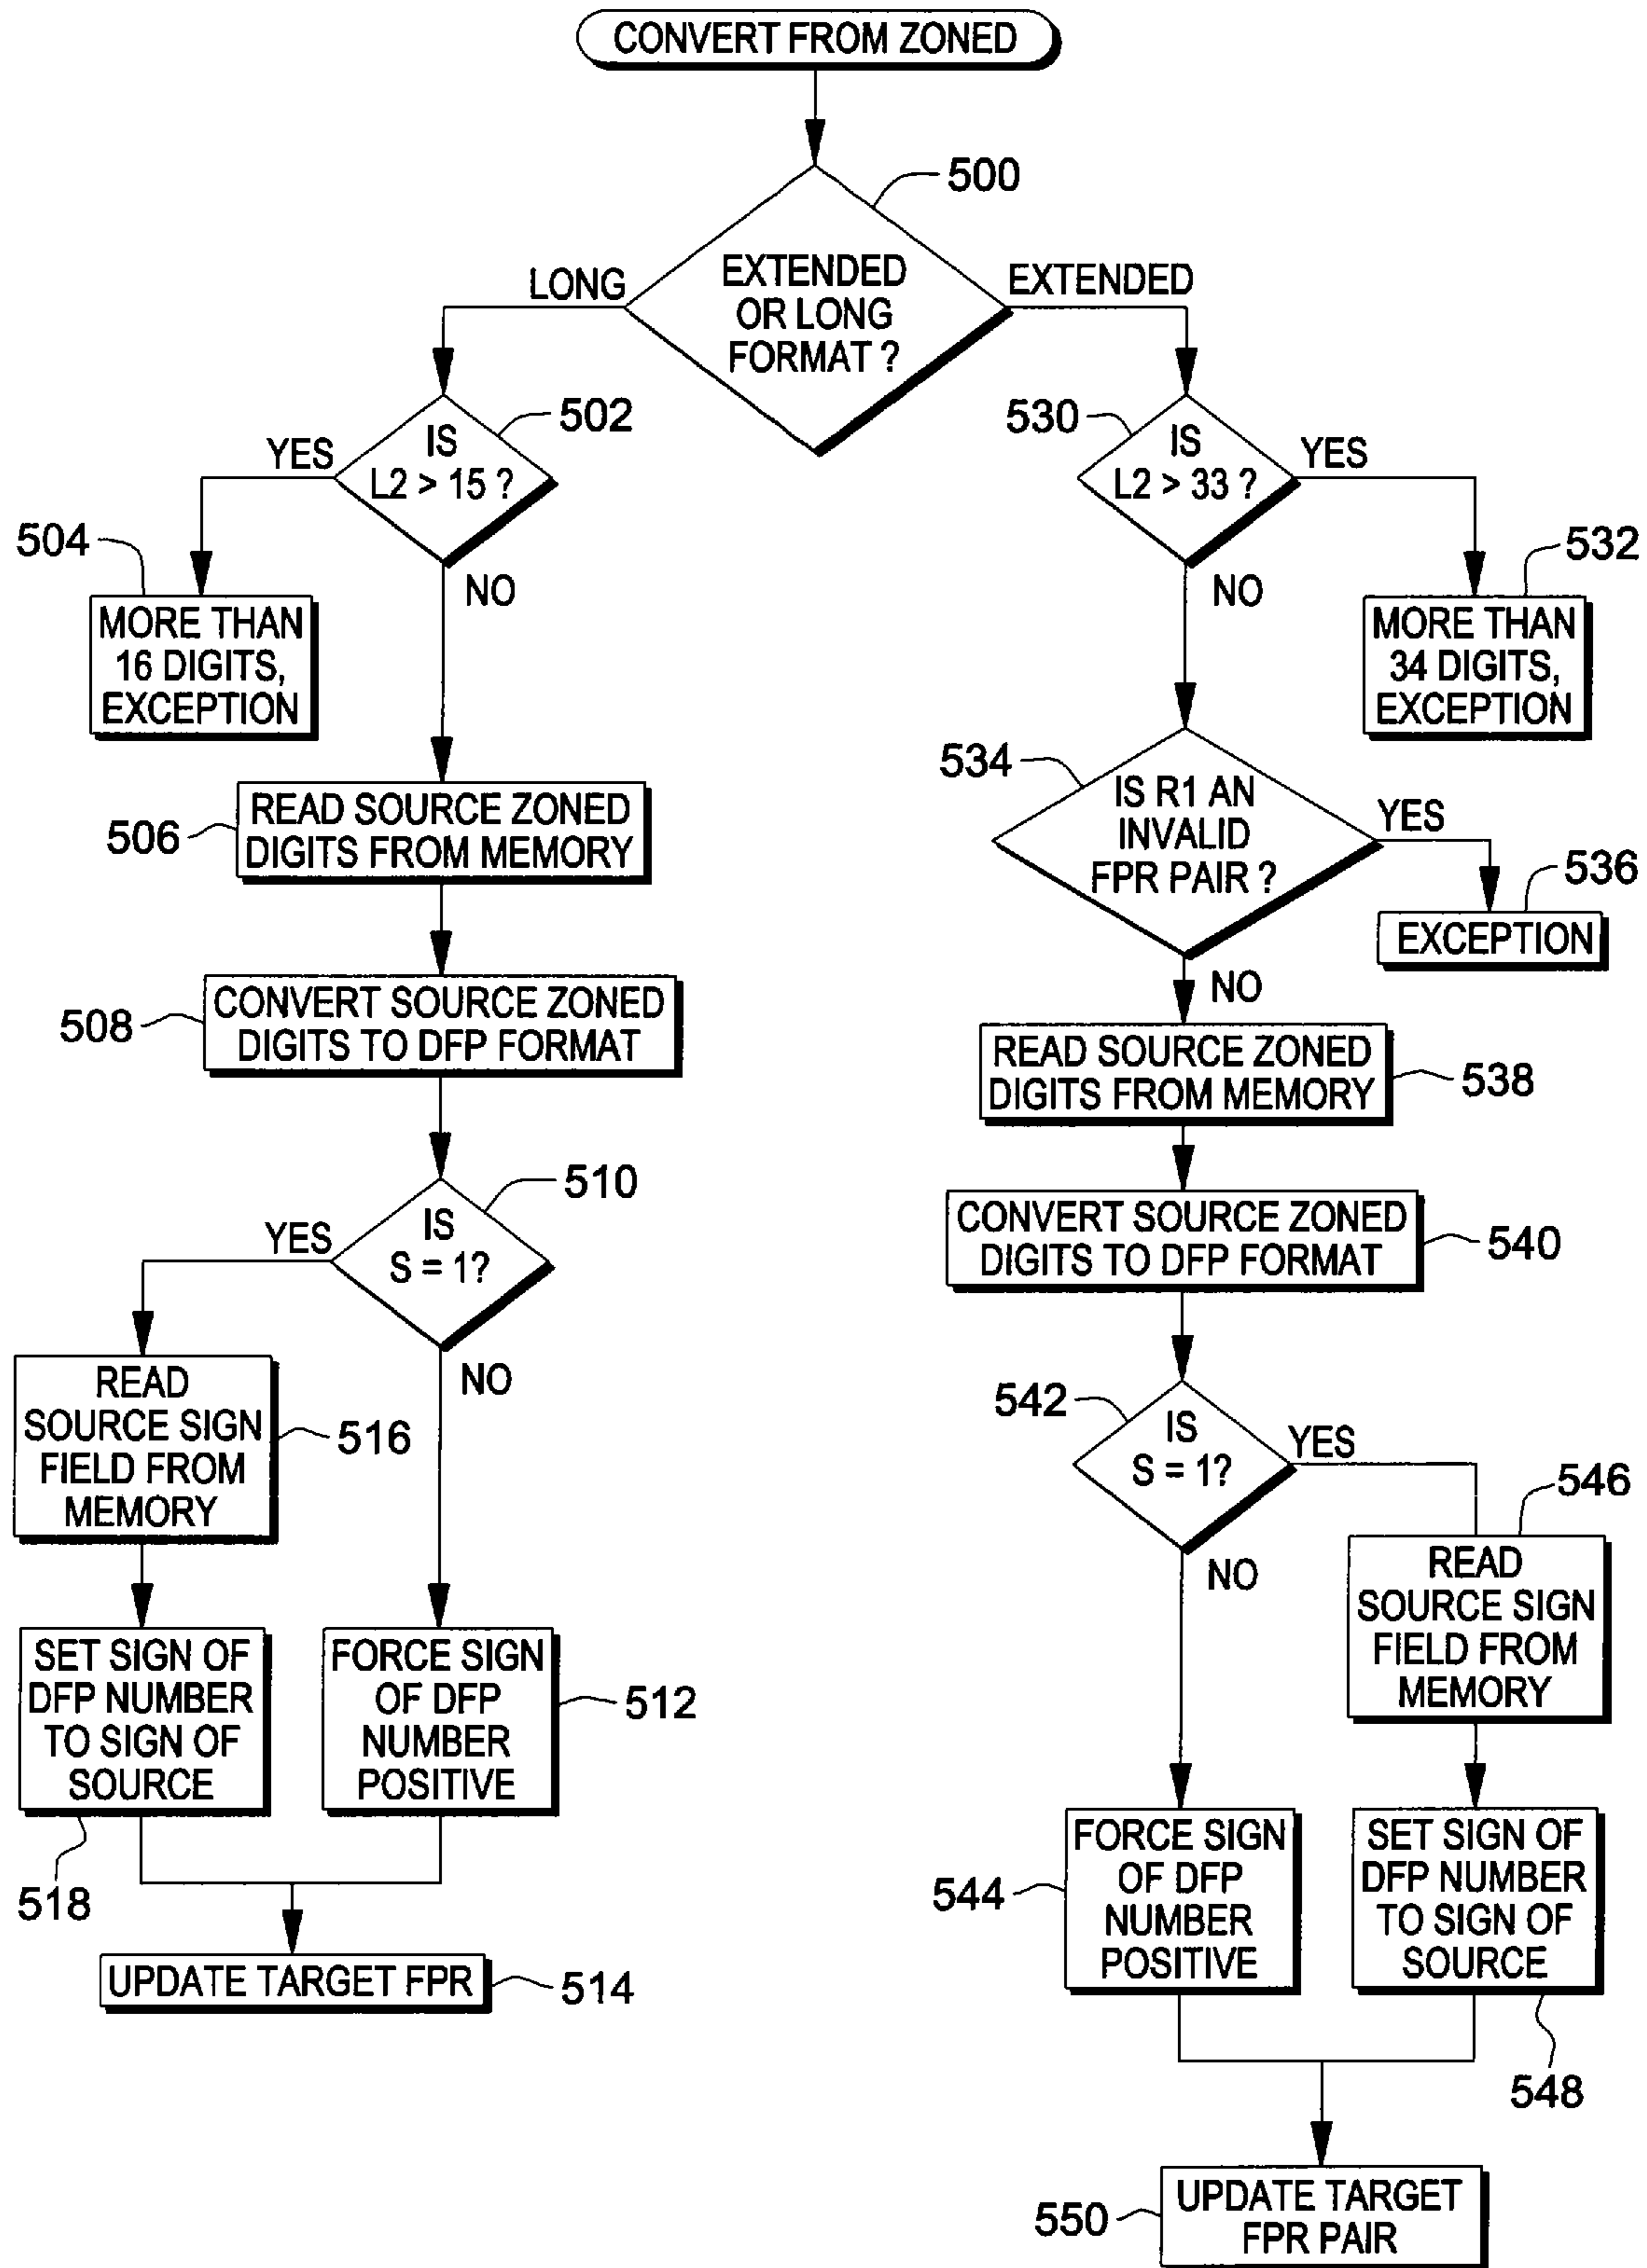 CONVERT FROM ZONED
500
EXTENDED
OR LONG
FORMAT ?
LONG
EXTENDED
502
IS
L2 > 15 ?
YES
NO
504
MORE THAN
16 DIGITS,
EXCEPTION
506
READ SOURCE ZONED
DIGITS FROM MEMORY
508
CONVERT SOURCE ZONED
DIGITS TO DFP FORMAT
510
IS
S = 1?
YES
NO
READ
SOURCE SIGN
FIELD FROM
MEMORY
516
SET SIGN OF
DFP NUMBER
TO SIGN OF
SOURCE
518
FORCE SIGN
OF DFP
NUMBER
POSITIVE
512
UPDATE TARGET FPR
514
530
IS
L2 > 33 ?
YES
NO
532
MORE THAN
34 DIGITS,
EXCEPTION
534
IS R1 AN
INVALID
FPR PAIR ?
YES
NO
536
EXCEPTION
READ SOURCE ZONED
DIGITS FROM MEMORY
538
CONVERT SOURCE ZONED
DIGITS TO DFP FORMAT
540
542
IS
S = 1?
YES
NO
546
READ
SOURCE SIGN
FIELD FROM
MEMORY
544
FORCE SIGN
OF DFP
NUMBER
POSITIVE
SET SIGN OF
DFP NUMBER
TO SIGN OF
SOURCE
548
550
UPDATE TARGET
FPR PAIR